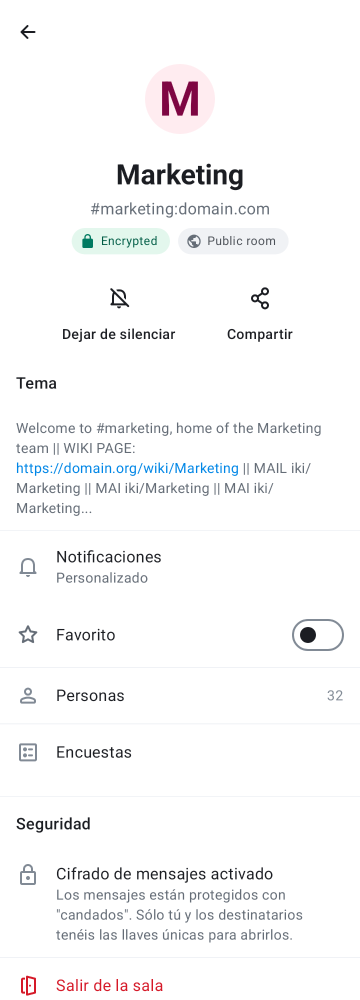 M
Marketing
#marketing:domain.com
Encrypted
Public room
Dejar de silenciar
Compartir
Tema
Welcome to #marketing, home of the Marketing
team || WIKI PAGE:
https://domain.org/wiki/Marketing || MAIL iki/
Marketing || MAI iki/Marketing || MAI iki/
Marketing...
Notificaciones
Personalizado
Favorito
Personas
32
Encuestas
Seguridad
Cifrado de mensajes activado
Los mensajes están protegidos con
"candados". Sólo tú y los destinatarios
tenéis las llaves únicas para abrirlos.
Salir de la sala